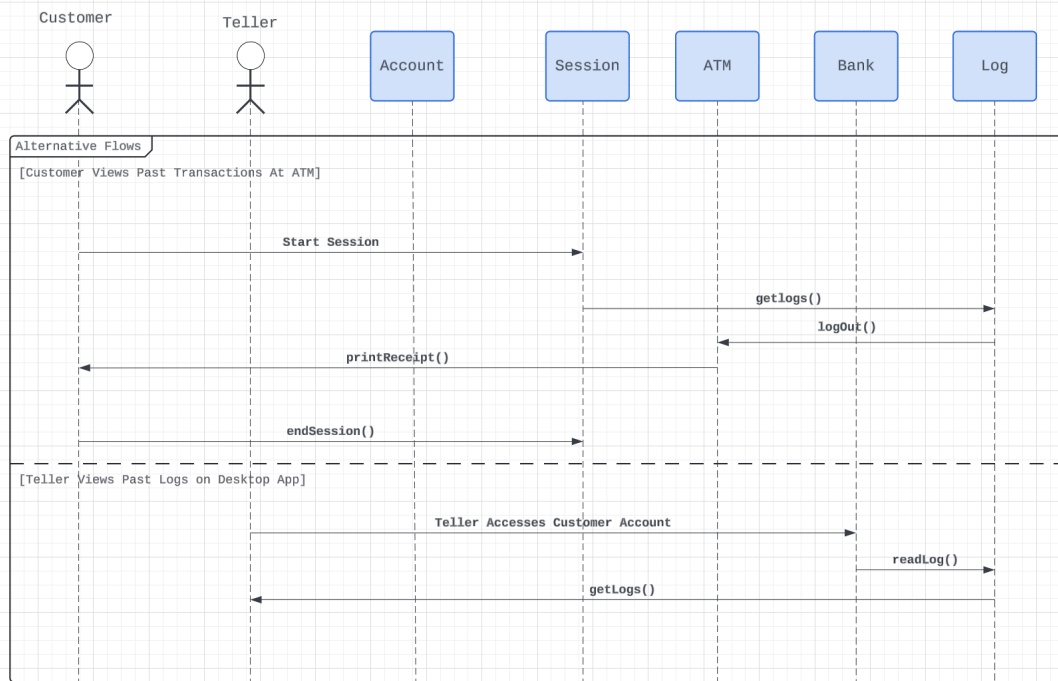 Customer
Teller
Account
Session
ATM
Bank
Log
Alternative Flows
[Customer Views Past Transactions At ATM]
Start Session
getlogs()
logOut()
printReceipt()
endSession()
[Teller Views Past Logs on Desktop App]
Teller Accesses Customer Account
readLog()
getLogs()